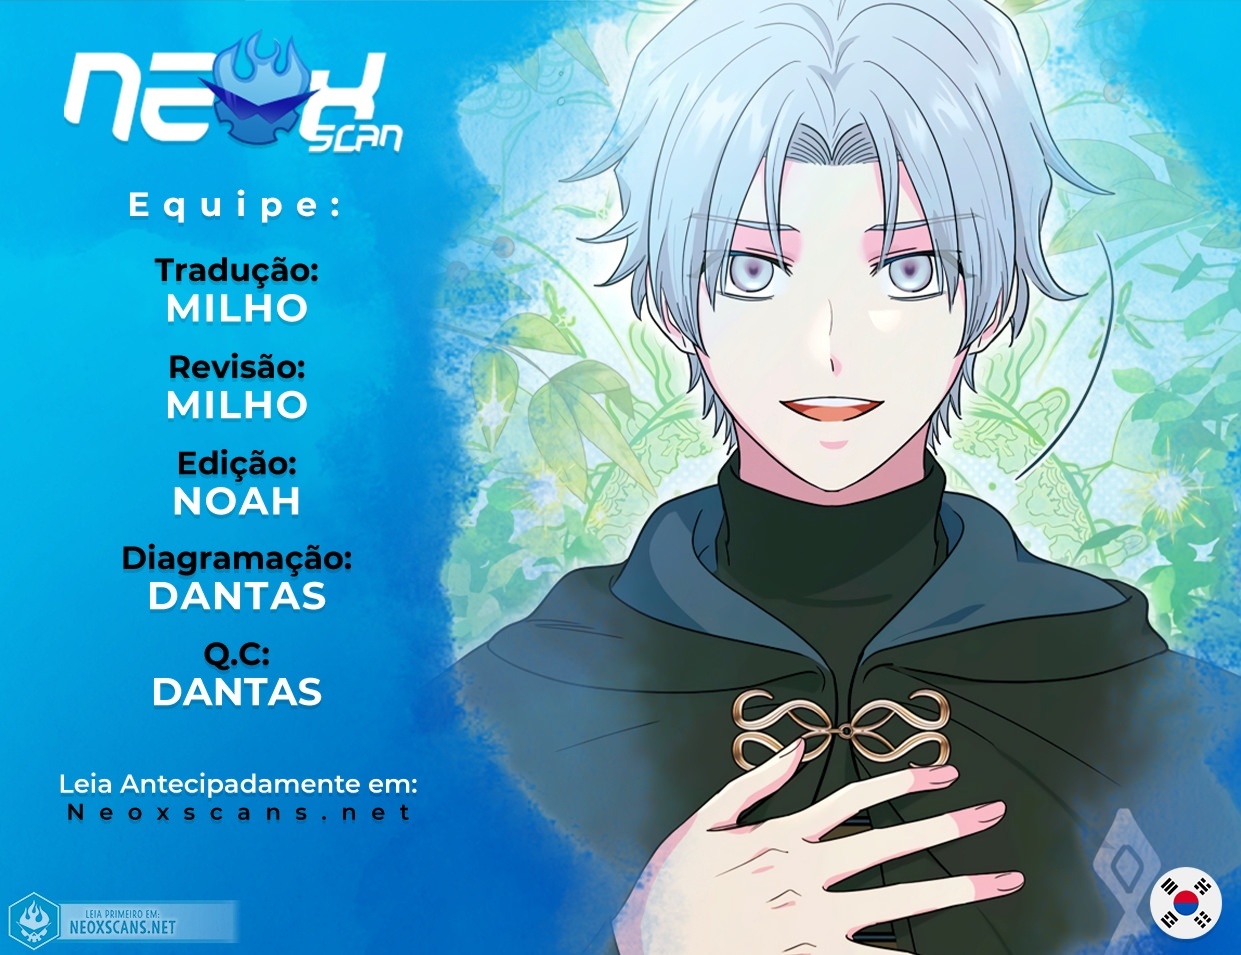 NEOX
SCAN
Equipe:
Tradução:
MILHO
Revisão:
MILHO
Edição:
NOAH
Diagramação:
DANTAS
Q.C:
DANTAS
Leia Antecipadamente em:
Neoxscans.net
LEIA PRIMEIRO EM:
NEOXSCANS.NET